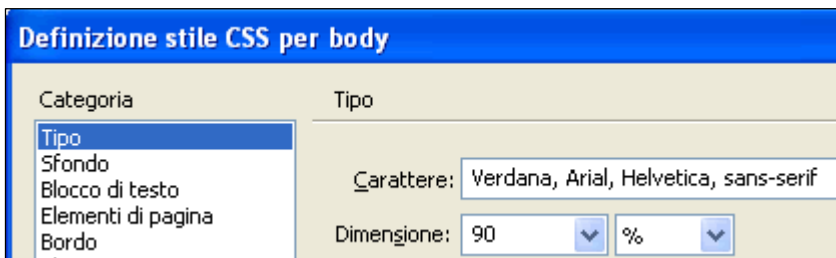 Definizione stile CSS per body
Categoria
Tipo
Tipo
Sfondo
Blocco di testo
Elementi di pagina
Bordo
Carattere: Verdana, Arial, Helvetica, sans-serif
Dimensione: 90 %